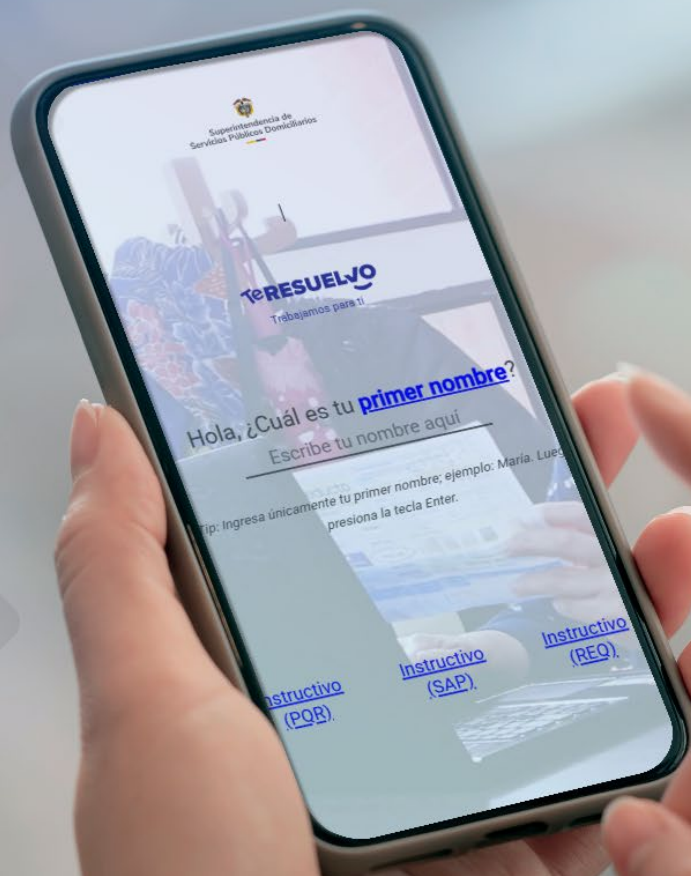 Superintendencia de
Servicios Públicos Domiciliarios
TeRESUELVO
Trabajamos para ti
Hola, ¿Cuál es tu primer nombre?
Escribe tu nombre aquí
Tip: Ingresa únicamente tu primer nombre; ejemplo: María. Lueg
presiona la tecla Enter.
nstructivo
(PQR)
Instructivo
(SAP)
Instructivo
(REQ)